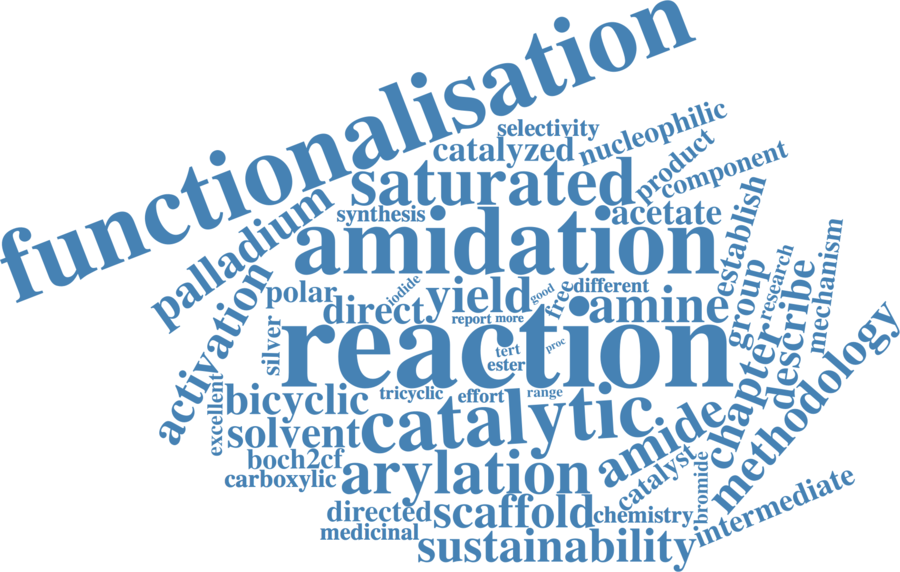 functionalisation
selectivity
nucleophilic
catalyzed
product
component
saturated
palladium
synthesis
acetate
establish
amidation
activation
polar
iodide
yield
good
free
different
research
mechanism
direct
report
more
amine
group
describe
silver
reaction
tert
proc
ester
chapter
methodology
excellent
bicyclic
tricyclic
effort
range
solvent
catalytic
amide
boch2cf
carboxylic
arylation
catalyst
bromide
directed
scaffold
chemistry
intermediate
medicinal
sustainability